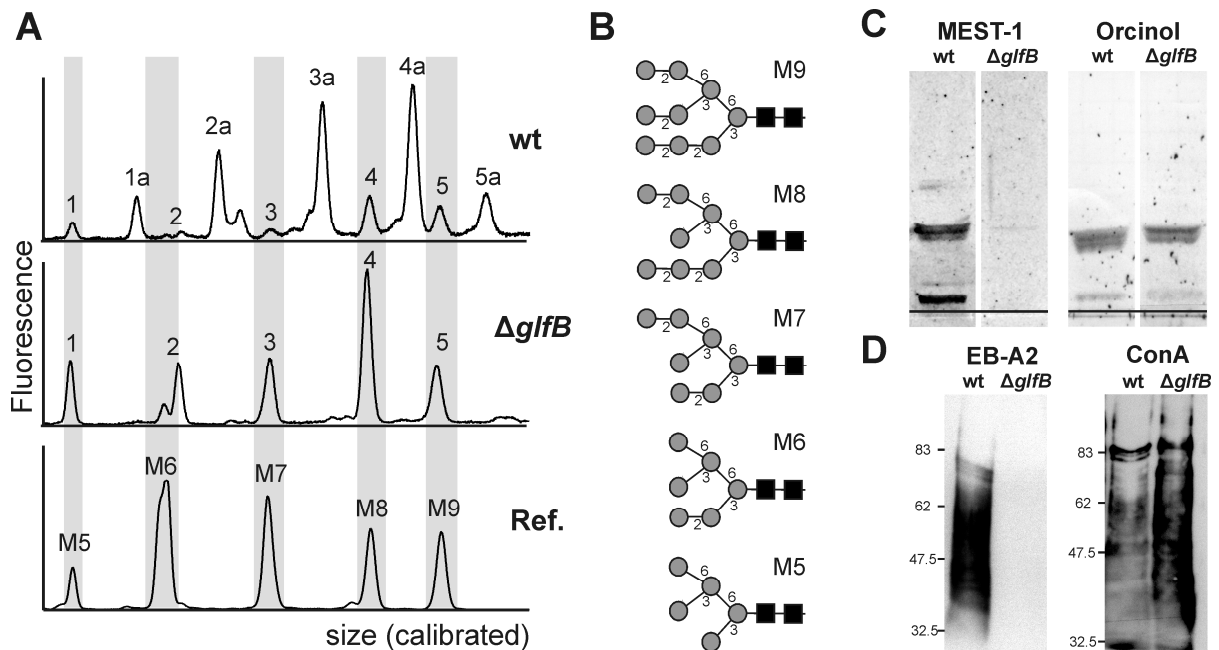 A
Fluorescence
1
1a
2
2a
3
3a
4
4a
5
5a
wt
1
2
3
4
5
ΔglfB
M5
M6
M7
M8
M9
Ref.
size (calibrated)
B
M9
2
6
3
6
2
3
2
2
M8
2
6
3
6
3
2
2
M7
2
6
3
6
3
2
M6
6
3
6
3
2
M5
6
3
6
3
C
MEST-1
wt
ΔglfB
Orcinol
wt
ΔglfB
D
EB-A2
wt
ΔglfB
83
62
47.5
32.5
ConA
wt
ΔglfB
83
62
47.5
32.5